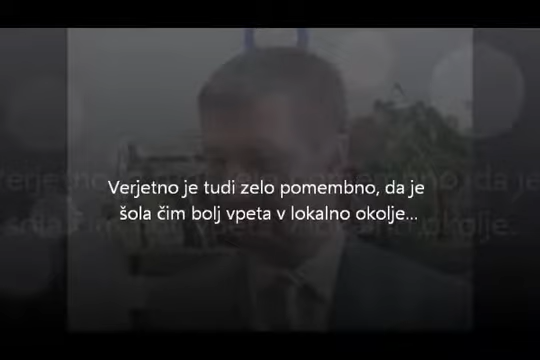 Verjetno je tudi zelo pomembno, da je
šola čim bolj vpeta v lokalno okolje...